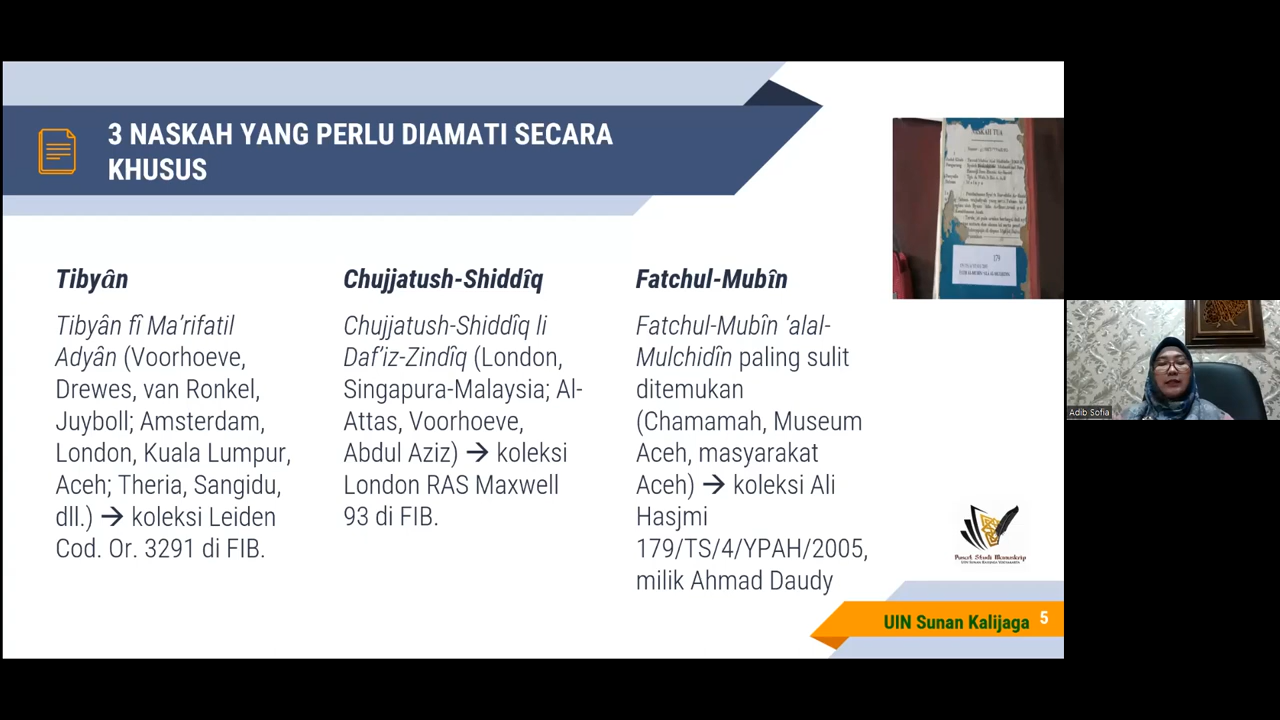 3 NASKAH YANG PERLU DIAMATI SECARA
KHUSUS
NASKAH TUA
179
Tibyân
Tibyân fî Ma’rifatil
Adyân (Voorhoeve,
Drewes, van Ronkel,
Juyboll; Amsterdam,
London, Kuala Lumpur,
Aceh; Theria, Sangidu,
dll.) → koleksi Leiden
Cod. Or. 3291 di FIB.
Chujjatush-Shiddîq
Chujjatush-Shiddîq li
Daf’iz-Zindîq (London,
Singapura-Malaysia; Al-
Attas, Voorhoeve,
Abdul Aziz) → koleksi
London RAS Maxwell
93 di FIB.
Fatchul-Mubîn
Fatchul-Mubîn ‘alal-
Mulchidîn paling sulit
ditemukan
(Chamamah, Museum
Aceh, masyarakat
Aceh) → koleksi Ali
Hasjmi
179/TS/4/YPAH/2005,
milik Ahmad Daudy
Pusat Studi Manuskrip
UIN Sunan Kalijaga 5
Adib Sofia